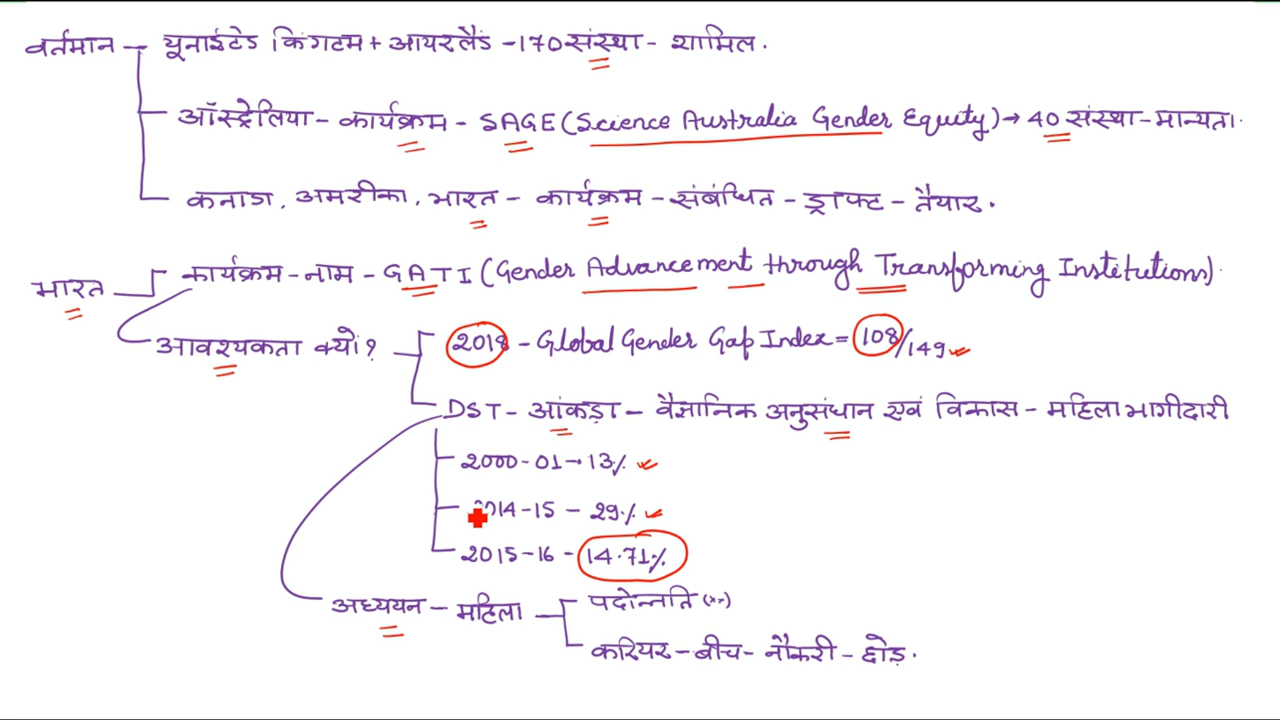 वर्तमान - यूनाईटेड किंगटम + आयरलैंड - 170 संस्था - शामिल.
ऑस्ट्रेलिया - कार्यक्रम - SAGE (Science Australia Gender Equity) → 40 संस्था - मान्यता.
कनाडा, अमरीका, भारत - कार्यक्रम - संबंधित - ड्राफ्ट - तैयार.
भारत कार्यक्रम - नाम - GATI (Gender Advancement through Transforming Institutions).
आवश्यकता क्यों? 2018 - Global Gender Gap Index = 108/149
DST - आंकड़ा - वैज्ञानिक अनुसंधान एवं विकास - महिला भागीदारी
2000-01 → 13%
2014-15 - 29%
2015-16 - 14.71%
अध्ययन - महिला पदोन्नति (xx)
करियर - बीच - नौकरी - छोड़.